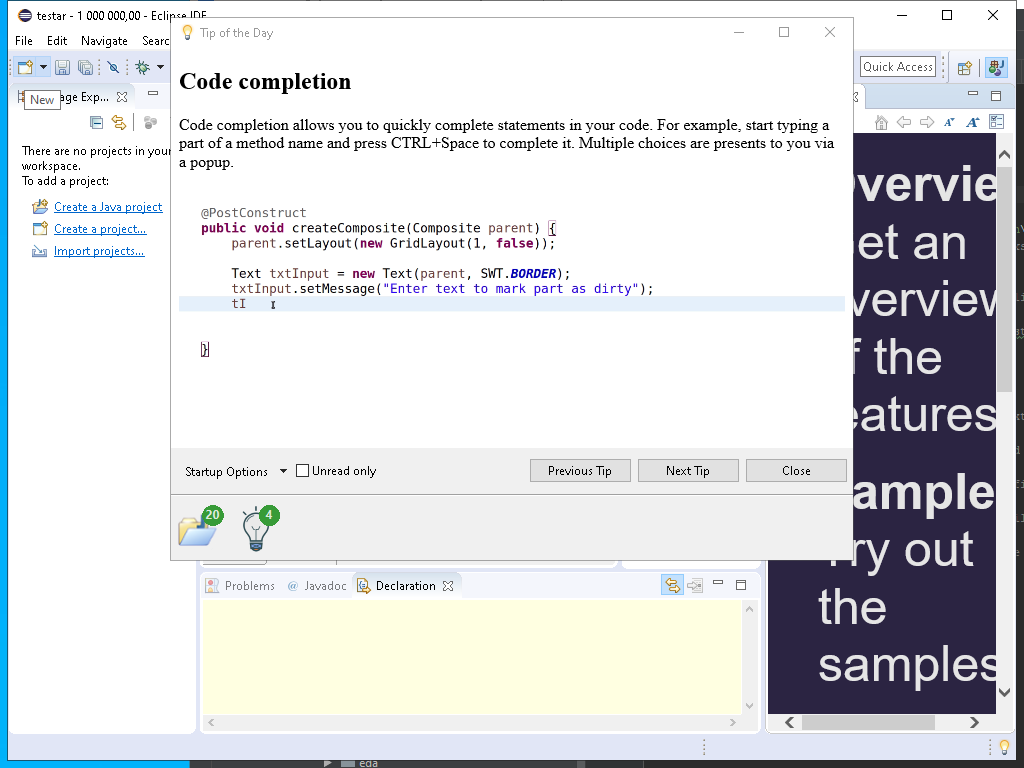 testar - 1 000 000,00 - Eclipse IDE
File Edit Navigate Searc
Tip of the Day
Quick Access
New
age Exp...
There are no projects in your
workspace.
To add a project:
Create a Java project
Create a project...
Import projects...
Code completion
Code completion allows you to quickly complete statements in your code. For example, start typing a
part of a method name and press CTRL+Space to complete it. Multiple choices are presents to you via
a popup.
@PostConstruct
public void createComposite(Composite parent) {
parent.setLayout(new GridLayout(1, false));
Text txtInput = new Text(parent, SWT.BORDER);
txtInput.setMessage("Enter text to mark part as dirty");
tI
}
Startup Options
Unread only
Previous Tip
Next Tip
Close
20
4
Problems
@ Javadoc
Declaration
vervie
et an
verview
f the
eatures
ample
ry out
the
samples
eda